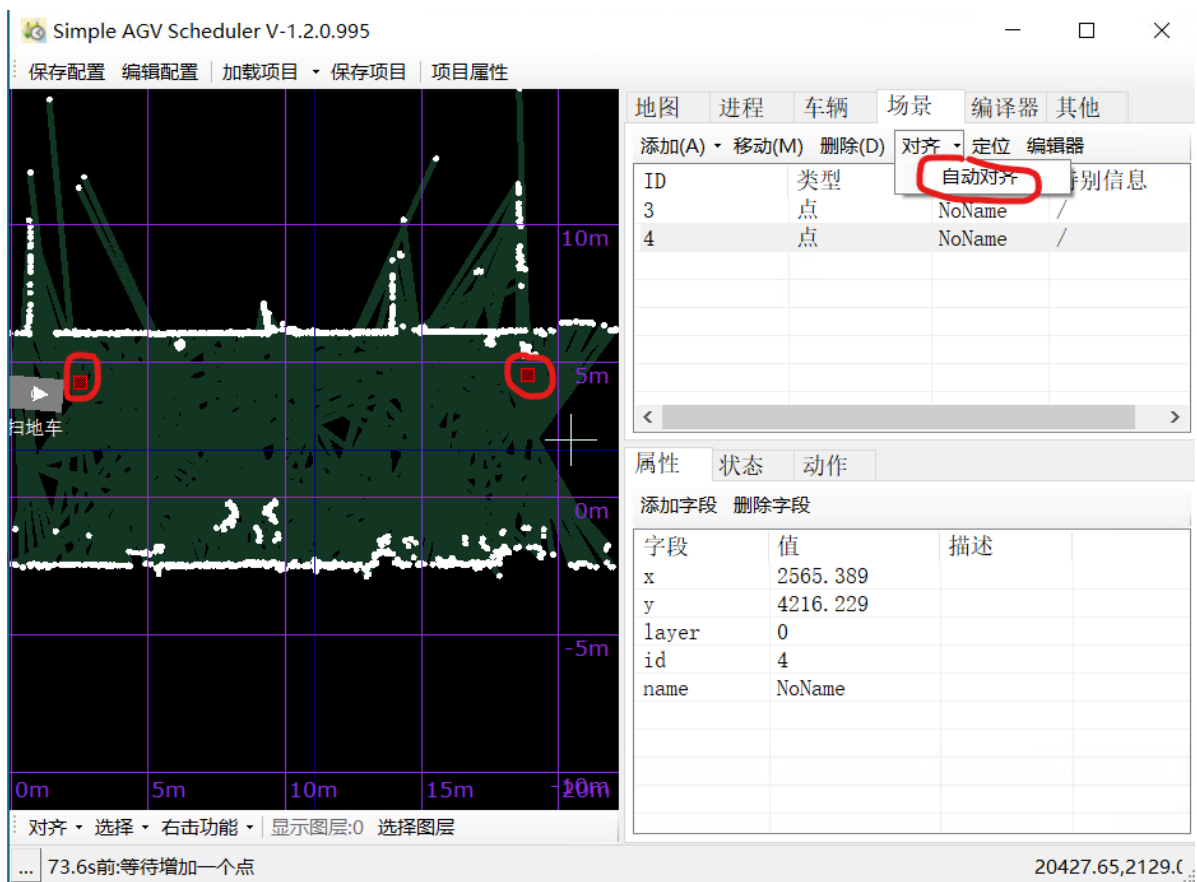 Simple AGV Scheduler V-1.2.0.995
保存配置 编辑配置 加载项目 保存项目 项目属性
地图 进程 车辆 场景 编译器 其他
添加(A) 移动(M) 删除(D) 对齐 定位 编辑器
自动对齐
ID 类型 特别信息
3 点 NoName /
4 点 NoName /
10m
5m
扫地车
0m
-5m
0m 5m 10m 15m
属性 状态 动作
添加字段 删除字段
字段 值 描述
x 2565.389
y 4216.229
layer 0
id 4
name NoName
对齐 选择 右击功能 显示图层:0 选择图层
... 73.6s前:等待增加一个点
20427.65,2129.0